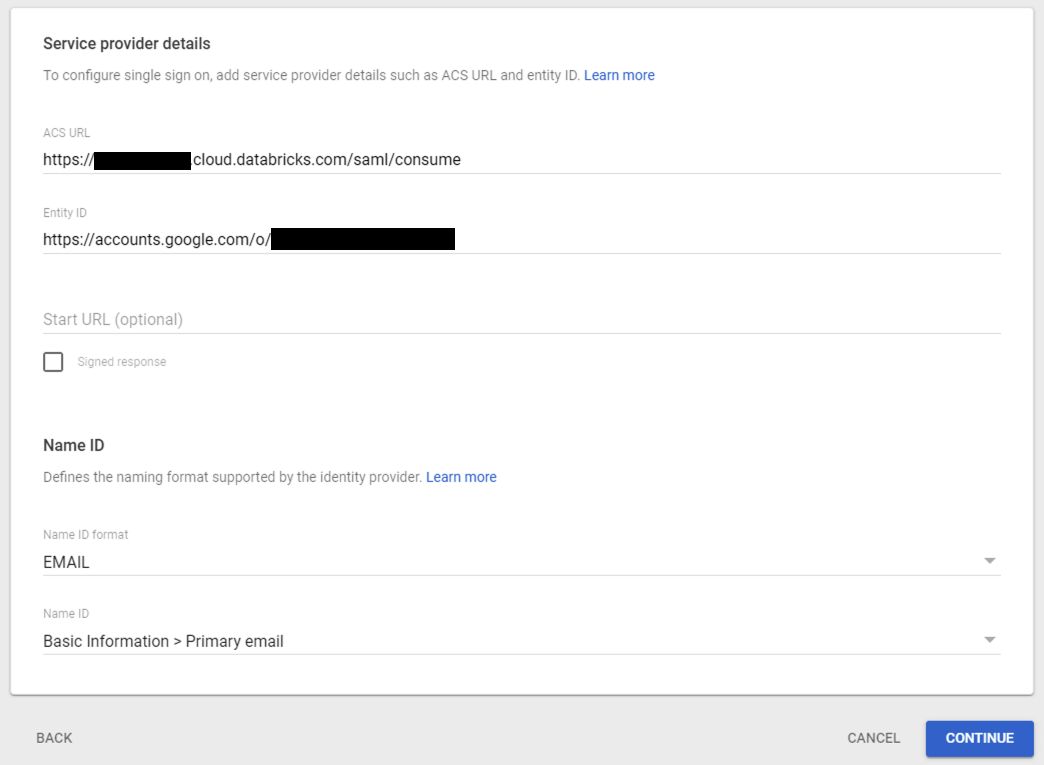 Service provider details
To configure single sign on, add service provider details such as ACS URL and entity ID. Learn more
ACS URL
https:// .cloud.databricks.com/saml/consume
Entity ID
https://accounts.google.com/o/
Start URL (optional)
Signed response
Name ID
Defines the naming format supported by the identity provider. Learn more
Name ID format
EMAIL
Name ID
Basic Information > Primary email
BACK CANCEL CONTINUE